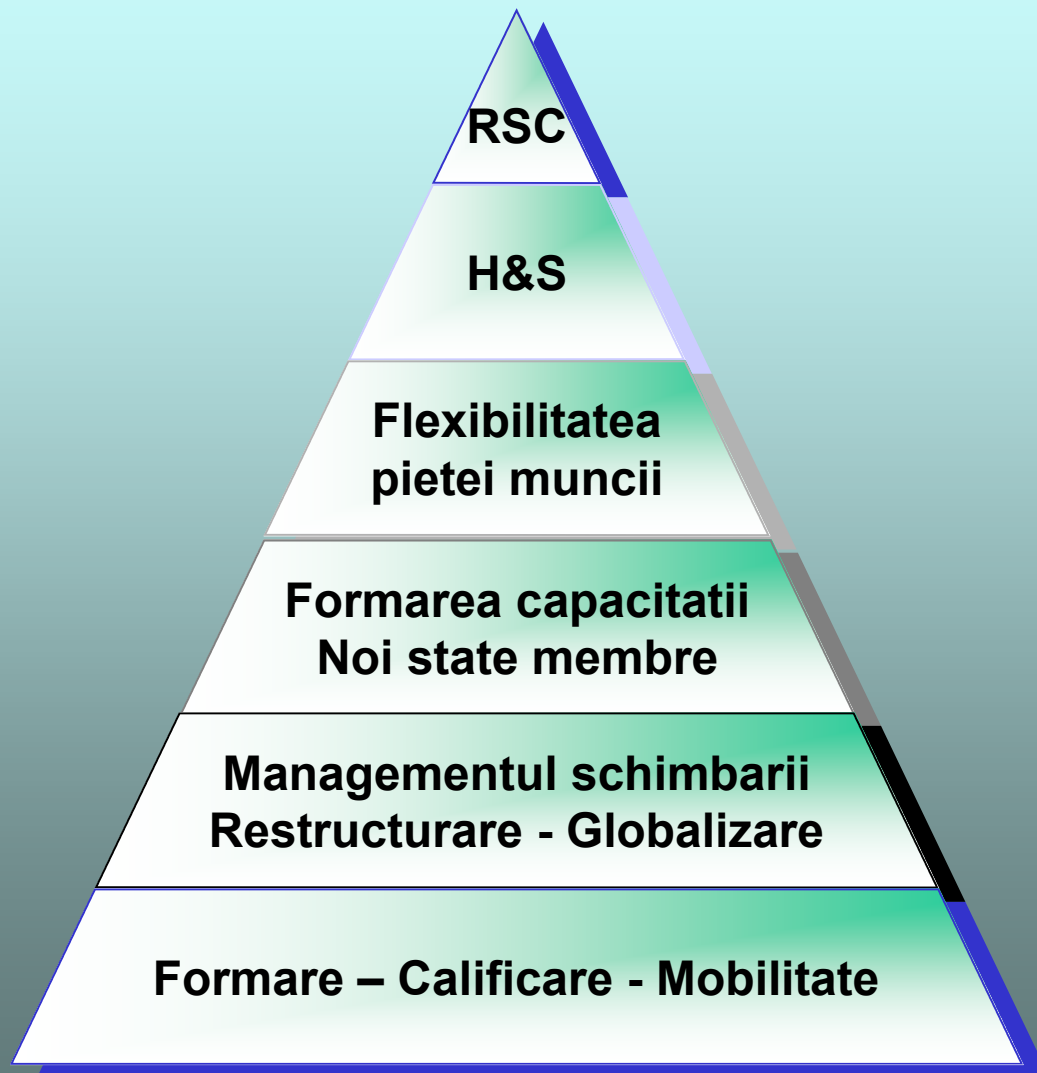 RSC
H&S
Flexibilitatea
pietei muncii
Formarea capacitatii
Noi state membre
Managementul schimbarii
Restructurare - Globalizare
Formare – Calificare - Mobilitate